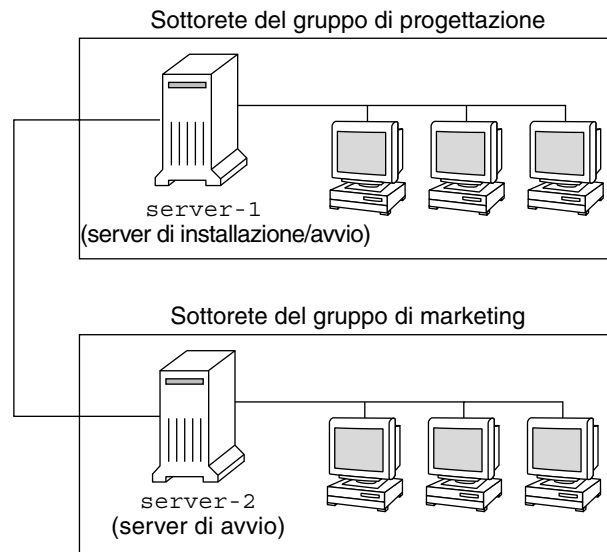 Sottorete del gruppo di progettazione
server-1
(server di installazione/avvio)
Sottorete del gruppo di marketing
server-2
(server di avvio)